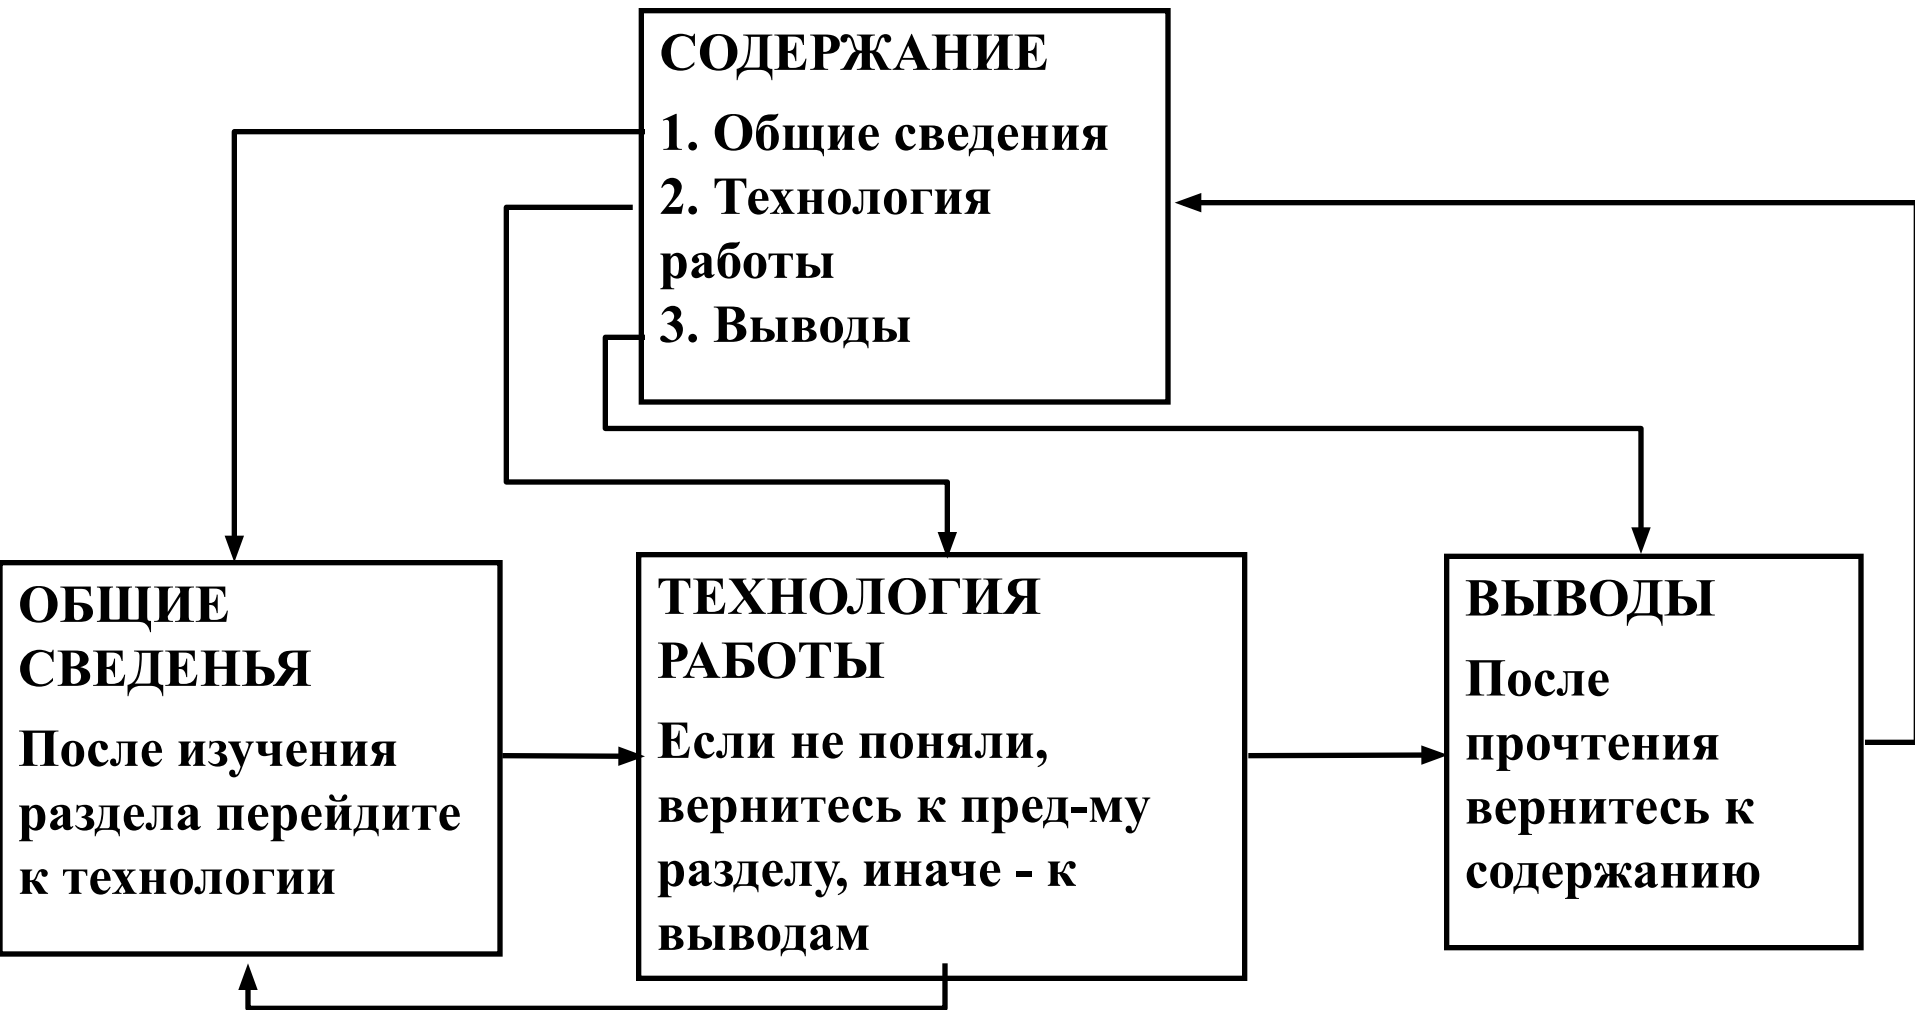 СОДЕРЖАНИЕ
1. Общие сведения
2. Технология
работы
3. Выводы
ОБЩИЕ
СВЕДЕНЬЯ
После изучения
раздела перейдите
к технологии
ТЕХНОЛОГИЯ
РАБОТЫ
Если не поняли,
вернитесь к пред-му
разделу, иначе - к
выводам
ВЫВОДЫ
После
прочтения
вернитесь к
содержанию